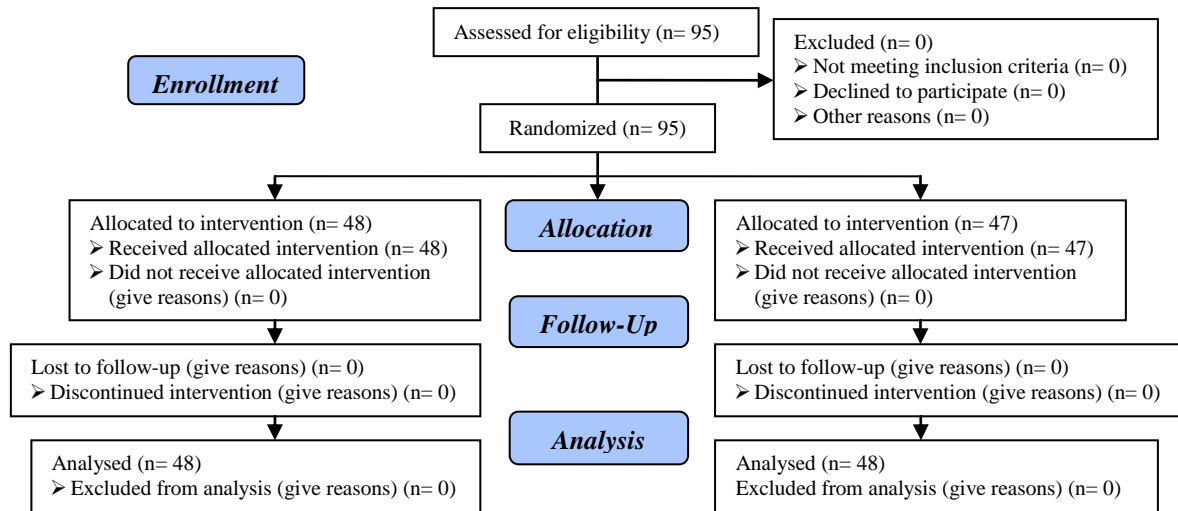 Assessed for eligibility (n= 95)
Excluded (n= 0)
➢ Not meeting inclusion criteria (n= 0)
➢ Declined to participate (n= 0)
➢ Other reasons (n= 0)
Enrollment
Randomized (n= 95)
Allocated to intervention (n= 48)
➢ Received allocated intervention (n= 48)
➢ Did not receive allocated intervention
(give reasons) (n= 0)
Allocation
Allocated to intervention (n= 47)
➢ Received allocated intervention (n= 47)
➢ Did not receive allocated intervention
(give reasons) (n= 0)
Follow-Up
Lost to follow-up (give reasons) (n= 0)
➢ Discontinued intervention (give reasons) (n= 0)
Lost to follow-up (give reasons) (n= 0)
➢ Discontinued intervention (give reasons) (n= 0)
Analysis
Analysed (n= 48)
➢ Excluded from analysis (give reasons) (n= 0)
Analysed (n= 48)
Excluded from analysis (give reasons) (n= 0)